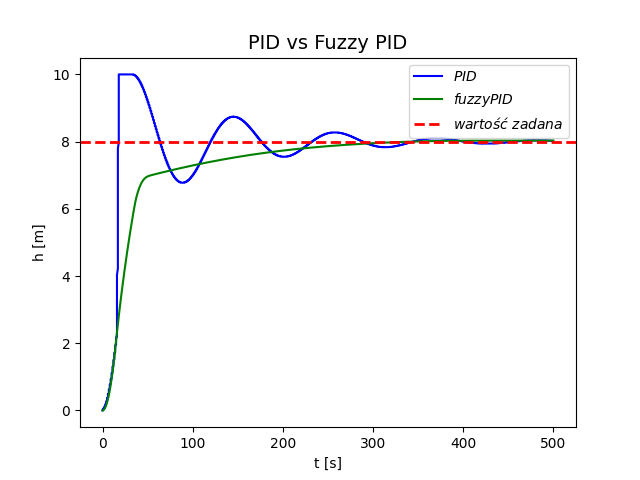 PID vs Fuzzy PID
PID
fuzzyPID
wartość zadana
h [m]
10
8
6
4
2
0
0 100 200 300 400 500
t [s]